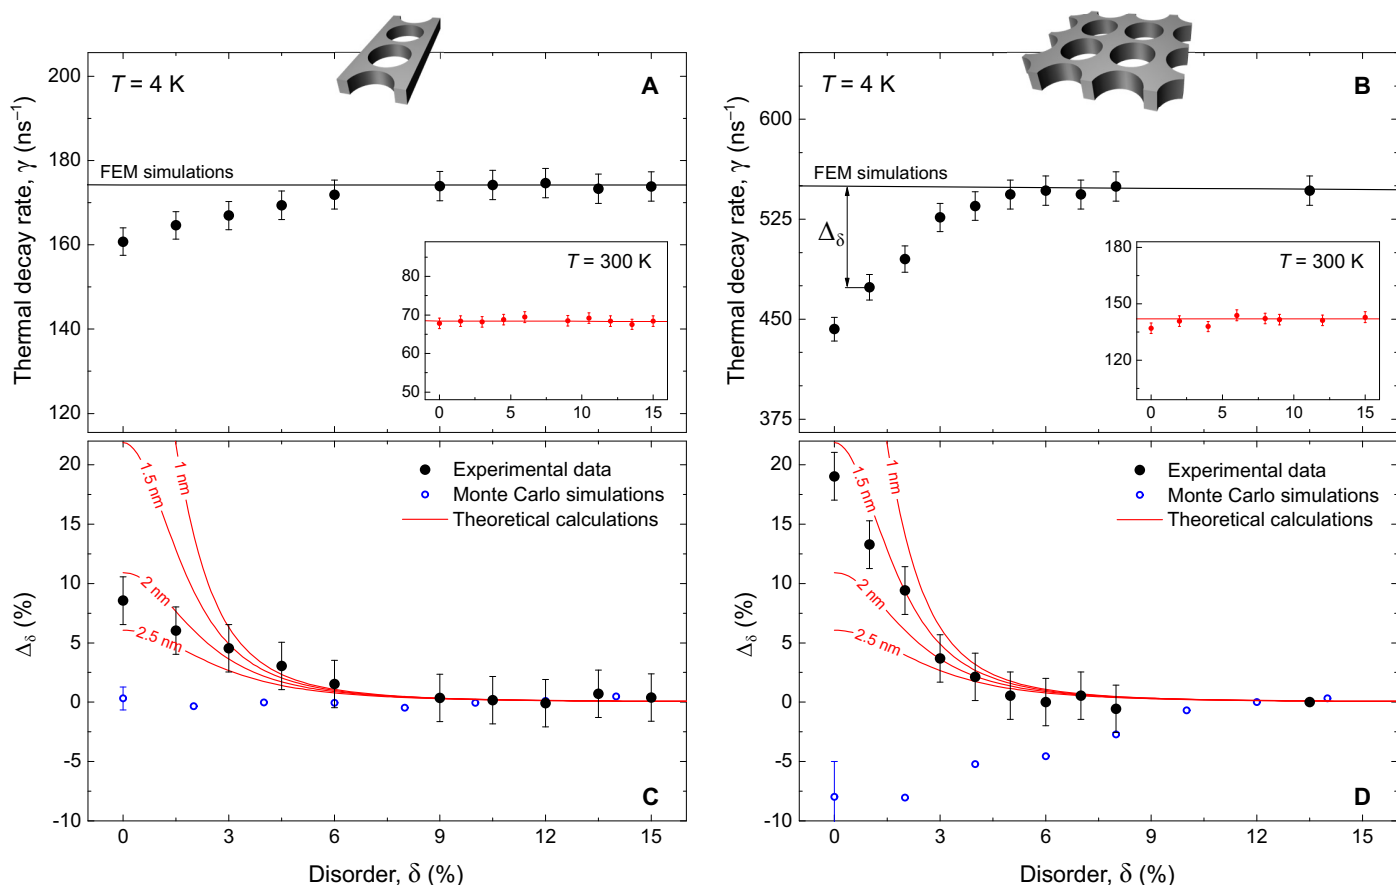 T = 4 K
A
FEM simulations
T = 300 K
200
180
160
140
120
Thermal decay rate, γ (ns⁻¹)
80
70
60
50
0 5 10 15
T = 4 K
B
FEM simulations
Δδ
T = 300 K
600
525
450
375
Thermal decay rate, γ (ns⁻¹)
180
160
140
120
0 5 10 15
1 nm
1.5 nm
2 nm
2.5 nm
Experimental data
Monte Carlo simulations
Theoretical calculations
C
20
15
10
5
0
-5
-10
Δδ (%)
0 3 6 9 12 15
Disorder, δ (%)
1 nm
1.5 nm
2 nm
2.5 nm
Experimental data
Monte Carlo simulations
Theoretical calculations
D
20
15
10
5
0
-5
-10
Δδ (%)
0 3 6 9 12 15
Disorder, δ (%)